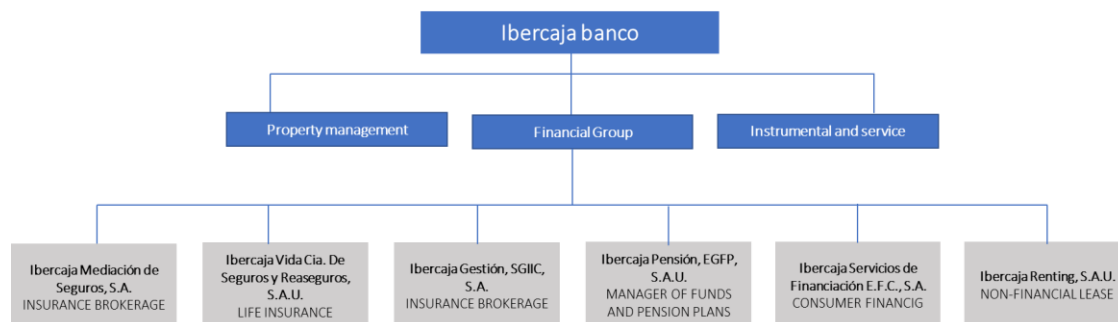 Ibercaja banco
Property management
Financial Group
Instrumental and service
Ibercaja Mediación de
Seguros, S.A.
INSURANCE BROKERAGE
Ibercaja Vida Cia. De
Seguros y Reaseguros,
S.A.U.
LIFE INSURANCE
Ibercaja Gestión, SGIIC,
S.A.
INSURANCE BROKERAGE
Ibercaja Pensión, EGFP,
S.A.U.
MANAGER OF FUNDS
AND PENSION PLANS
Ibercaja Servicios de
Financiación E.F.C., S.A.
CONSUMER FINANCIG
Ibercaja Renting, S.A.U.
NON-FINANCIAL LEASE